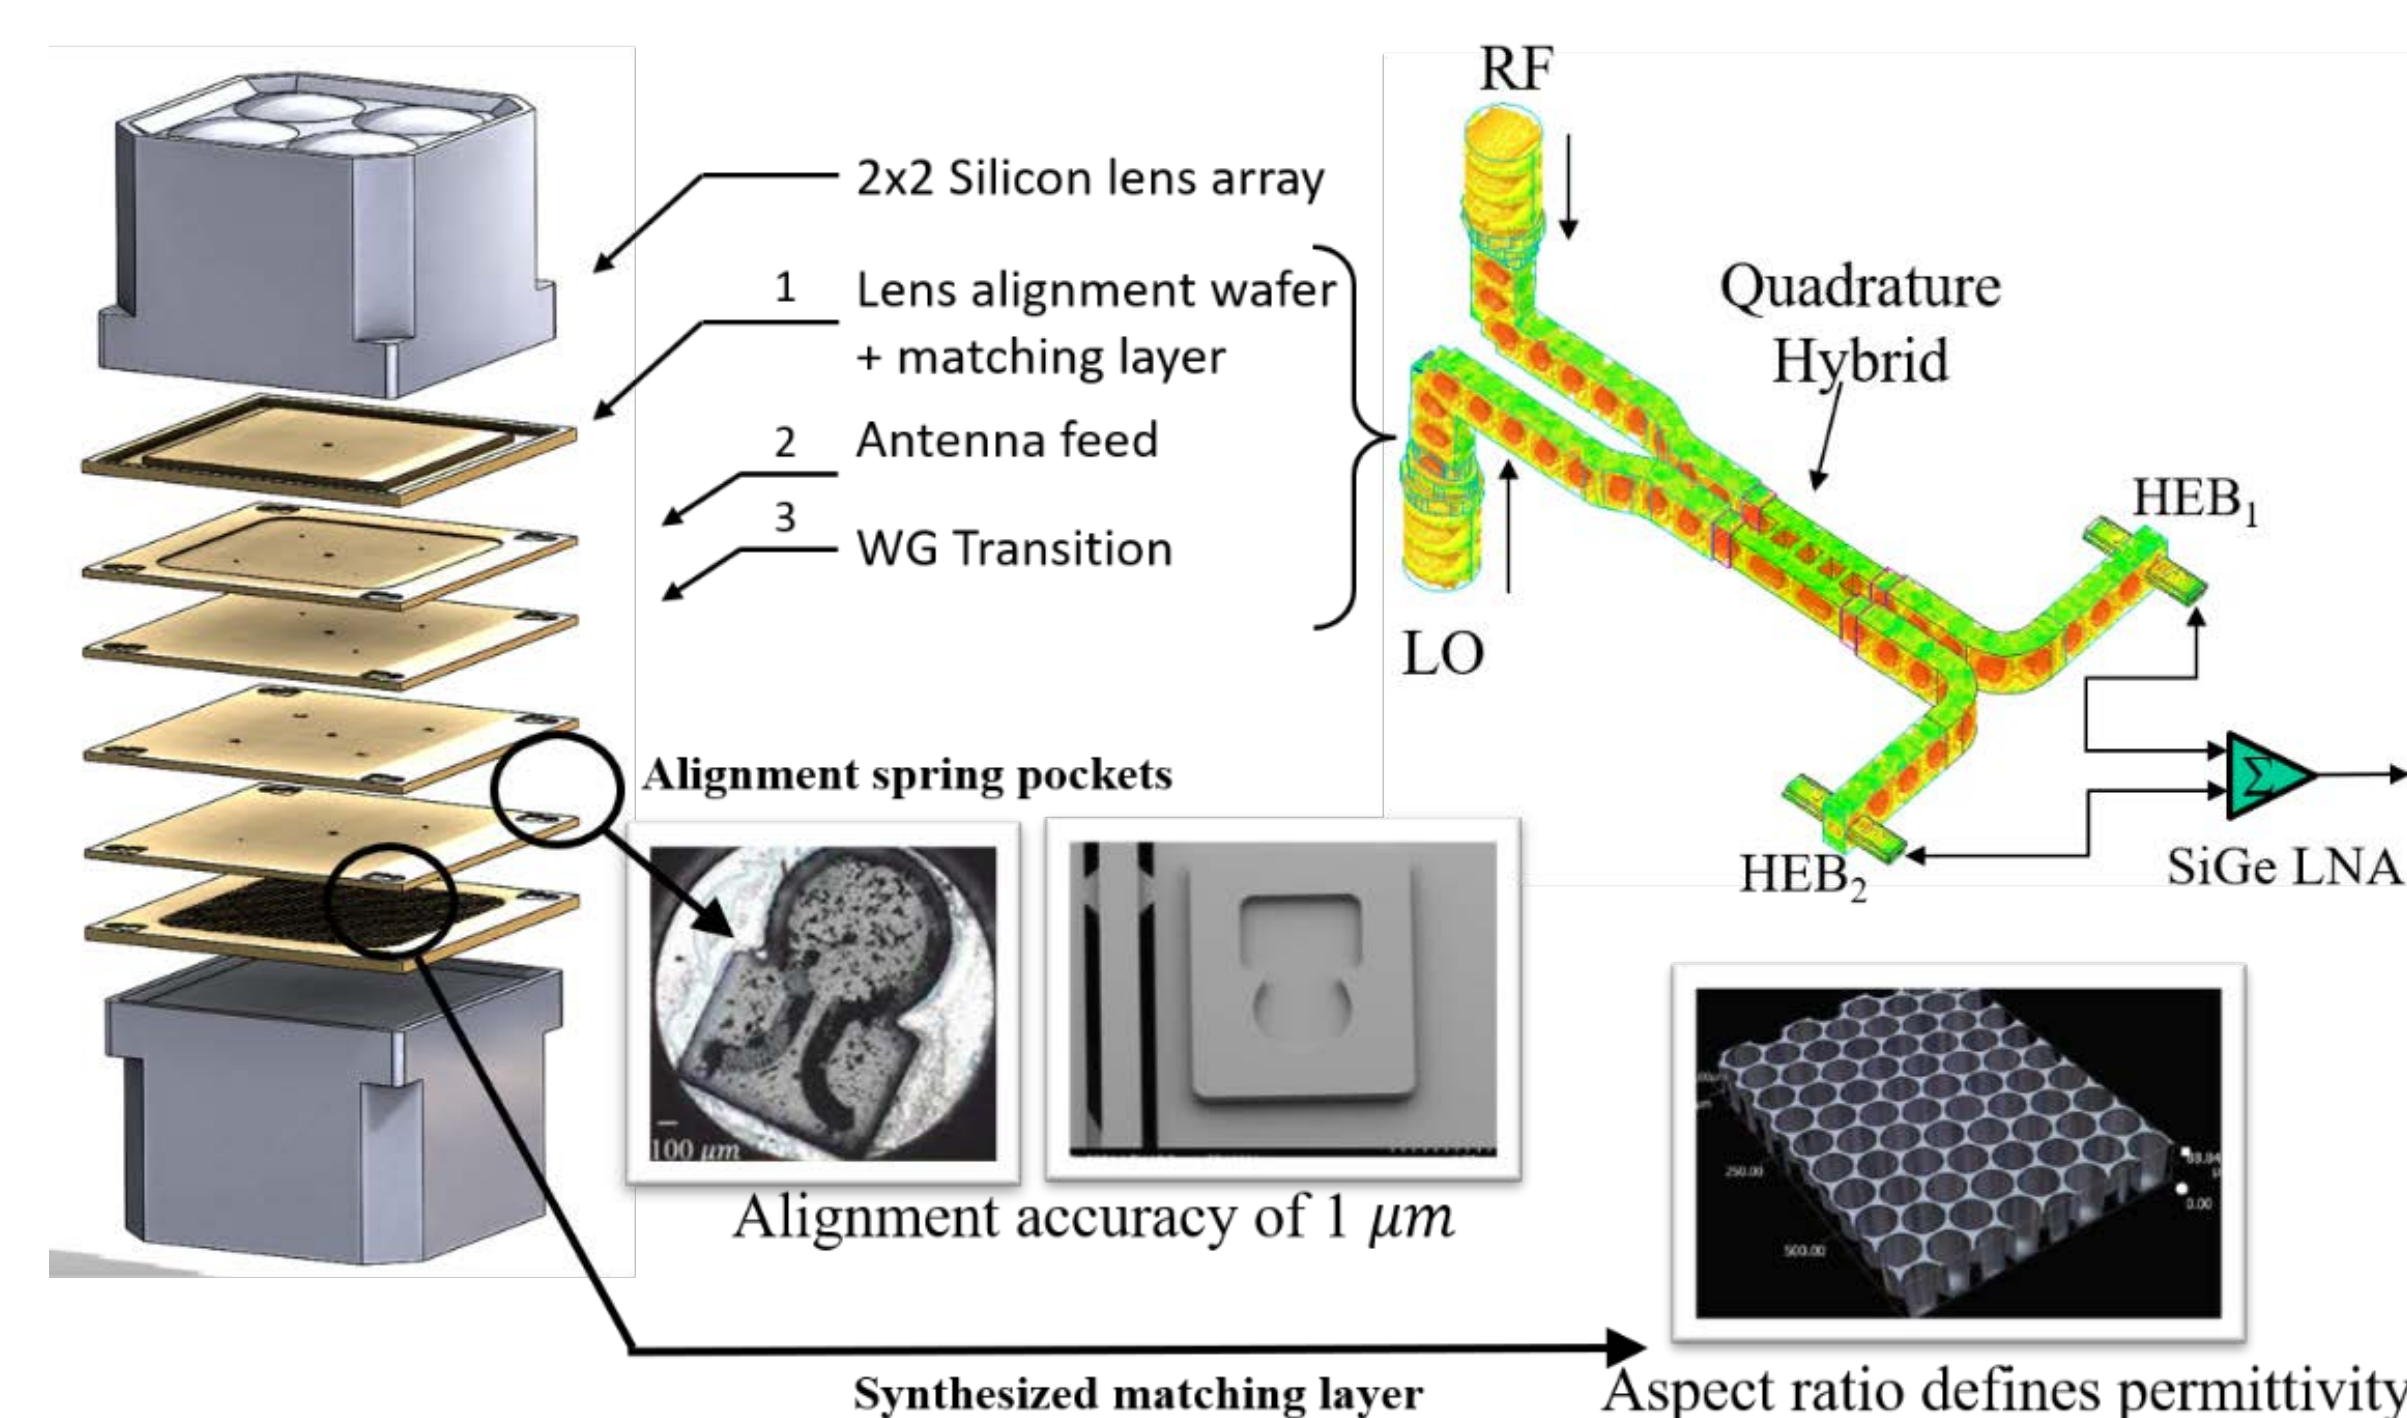 RF
2x2 Silicon lens array
1
Lens alignment wafer
+ matching layer
Quadrature
Hybrid
2
Antenna feed
3
WG Transition
HEB₁
LO
Alignment spring pockets
HEB₂
SiGe LNA
Σ
100 μm
Alignment accuracy of 1 μm
250.00
500.00
0.00
Synthesized matching layer
Aspect ratio defines permittivity